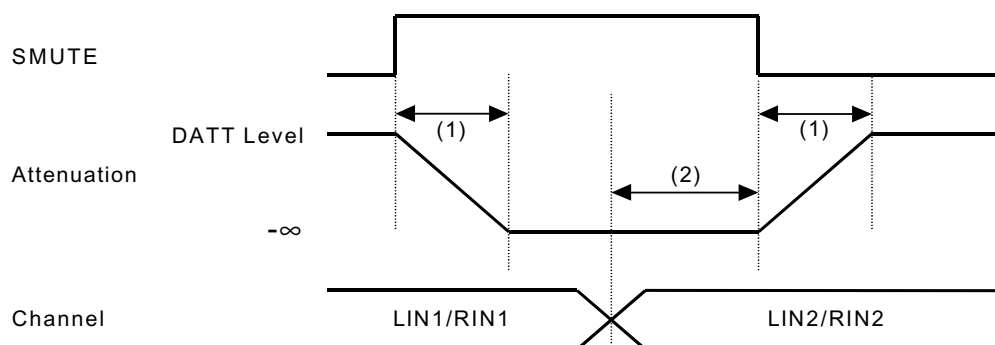 SMUTE
(1)
(1)
DATT Level
Attenuation
(2)
-∞
Channel
LIN1/RIN1
LIN2/RIN2